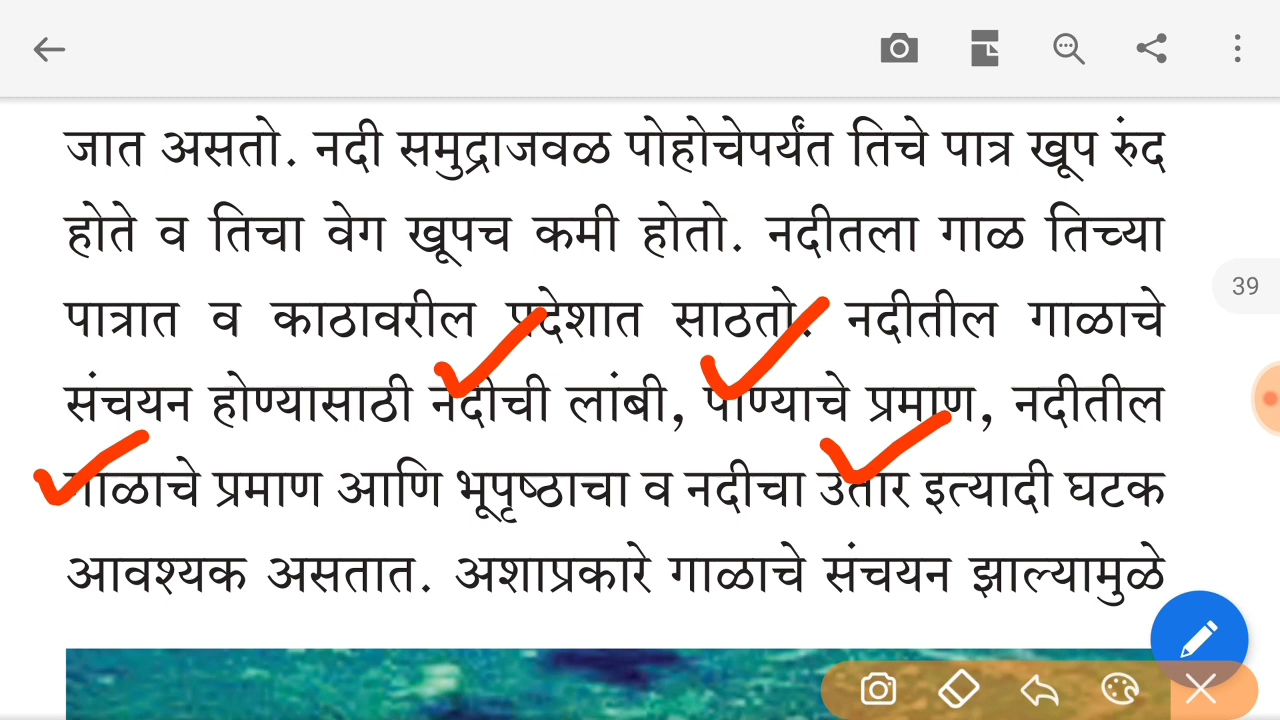 जात असतो. नदी समुद्राजवळ पोहोचेपर्यंत तिचे पात्र खूप रुंद
होते व तिचा वेग खूपच कमी होतो. नदीतला गाळ तिच्या
पात्रात व काठावरील प्रदेशात साठतो. नदीतील गाळाचे
39
संचयन होण्यासाठी नदीची लांबी, पाण्याचे प्रमाण, नदीतील
गाळाचे प्रमाण आणि भूपृष्ठाचा व नदीचा उतार इत्यादी घटक
आवश्यक असतात. अशाप्रकारे गाळाचे संचयन झाल्यामुळे